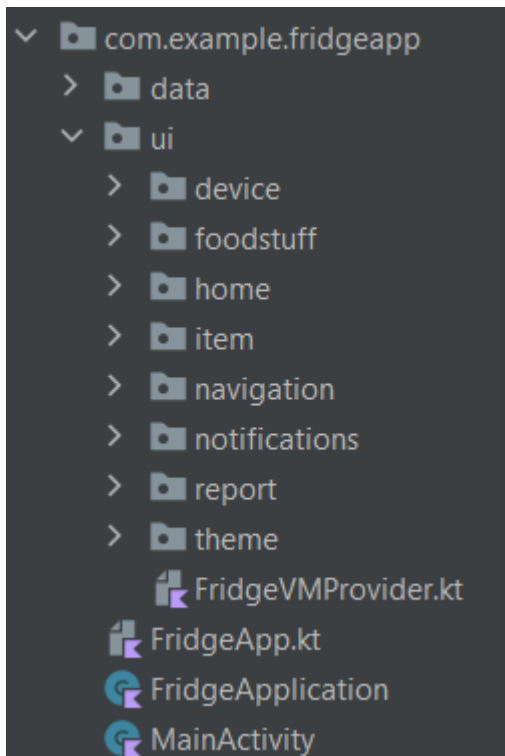 com.example.fridgeapp
data
ui
device
foodstuff
home
item
navigation
notifications
report
theme
FridgeVMProvider.kt
FridgeApp.kt
FridgeApplication
MainActivity